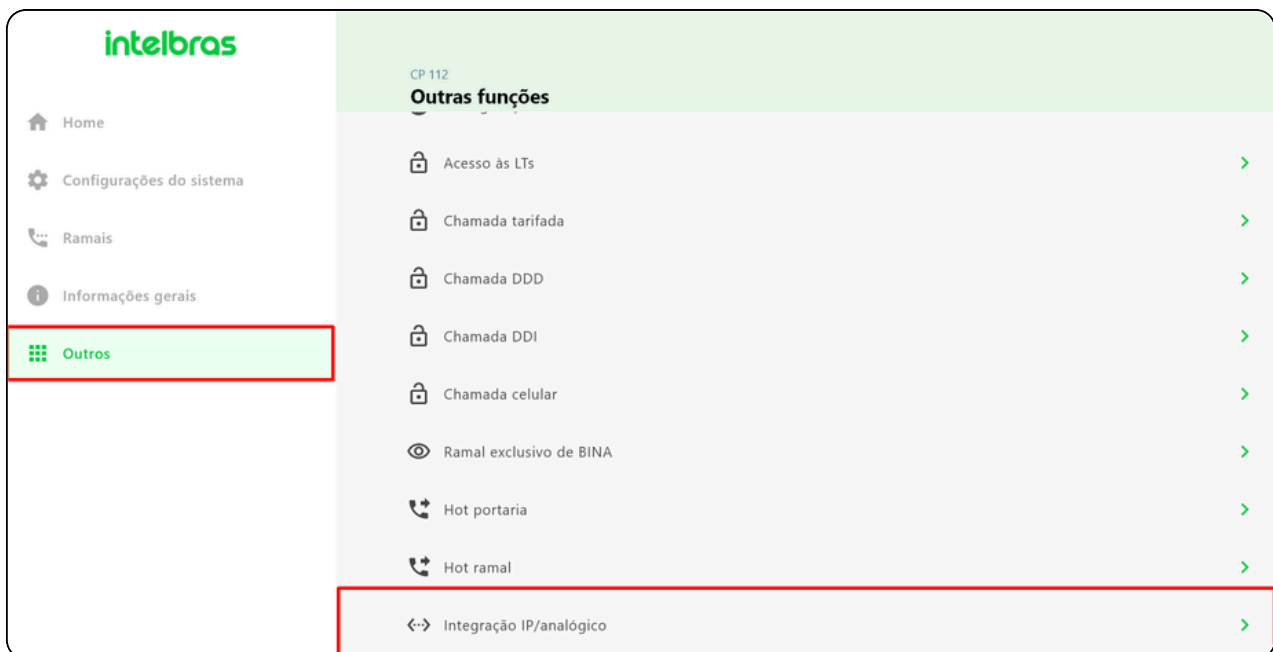 intelbras
Home
Configurações do sistema
Ramais
Informações gerais
Outros
CP 112
Outras funções
Acesso às LTs
Chamada tarifada
Chamada DDD
Chamada DDI
Chamada celular
Ramal exclusivo de BINA
Hot portaria
Hot ramal
Integração IP/analógico